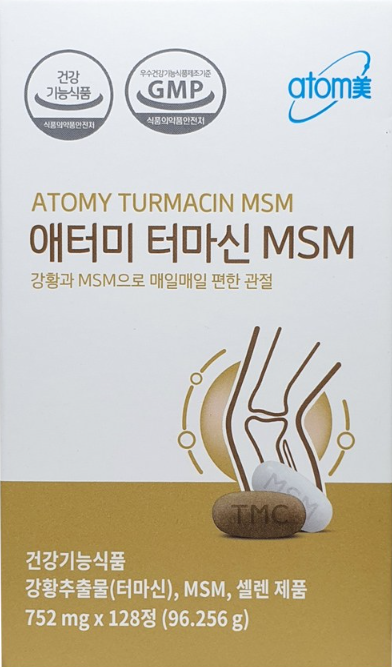 건강
기능식품
식품의약품안전처
우수건강기능식품제조기준
GMP
식품의약품안전처
atom美
ATOMY TURMACIN MSM
애터미 터마신 MSM
강황과 MSM으로 매일매일 편한 관절
MSM
TMC
건강기능식품
강황추출물(터마신), MSM, 셀렌 제품
752 mg x 128정 (96.256 g)